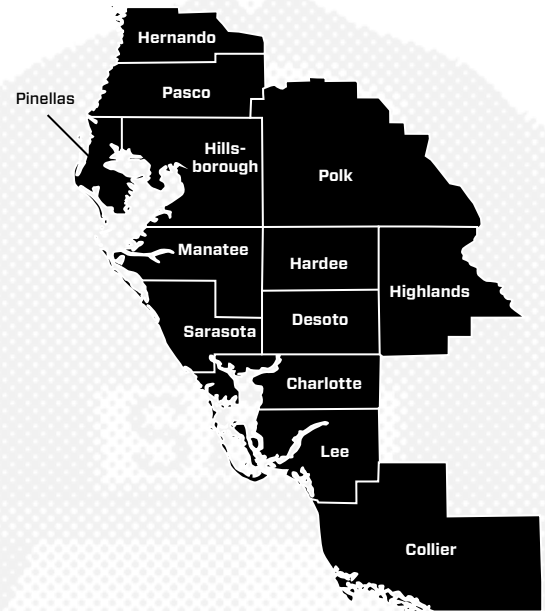 Hernando
Pasco
Pinellas
Hills-
borough
Polk
Manatee
Hardee
Highlands
Desoto
Sarasota
Charlotte
Lee
Collier